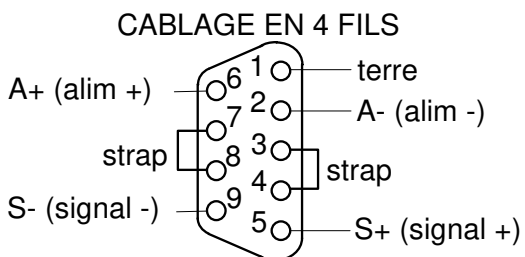 CABLAGE EN 4 FILS
1 terre
6
A+ (alim +)
2 A- (alim -)
7
3
strap
8
strap
4
9
S- (signal -)
5 S+ (signal +)